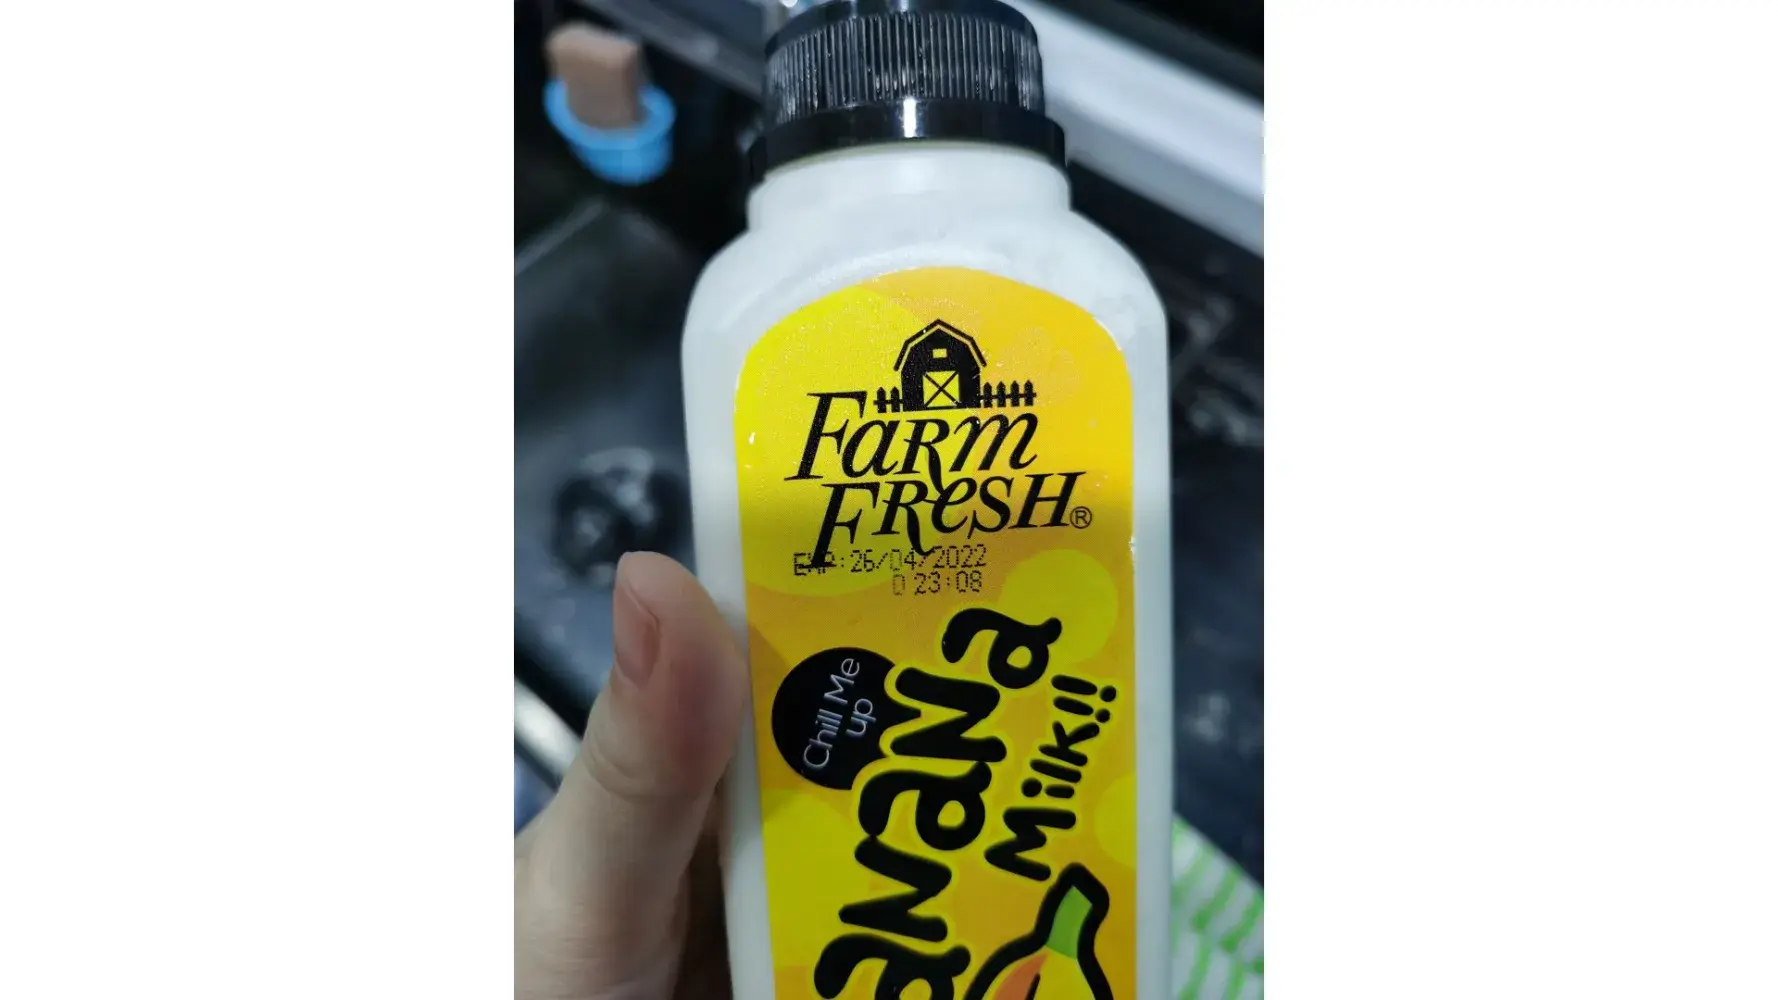 FaRm
FReSH®
EXP:26/04/2022
0 23:08
Chill Me
up
aNaNa
Milk!!